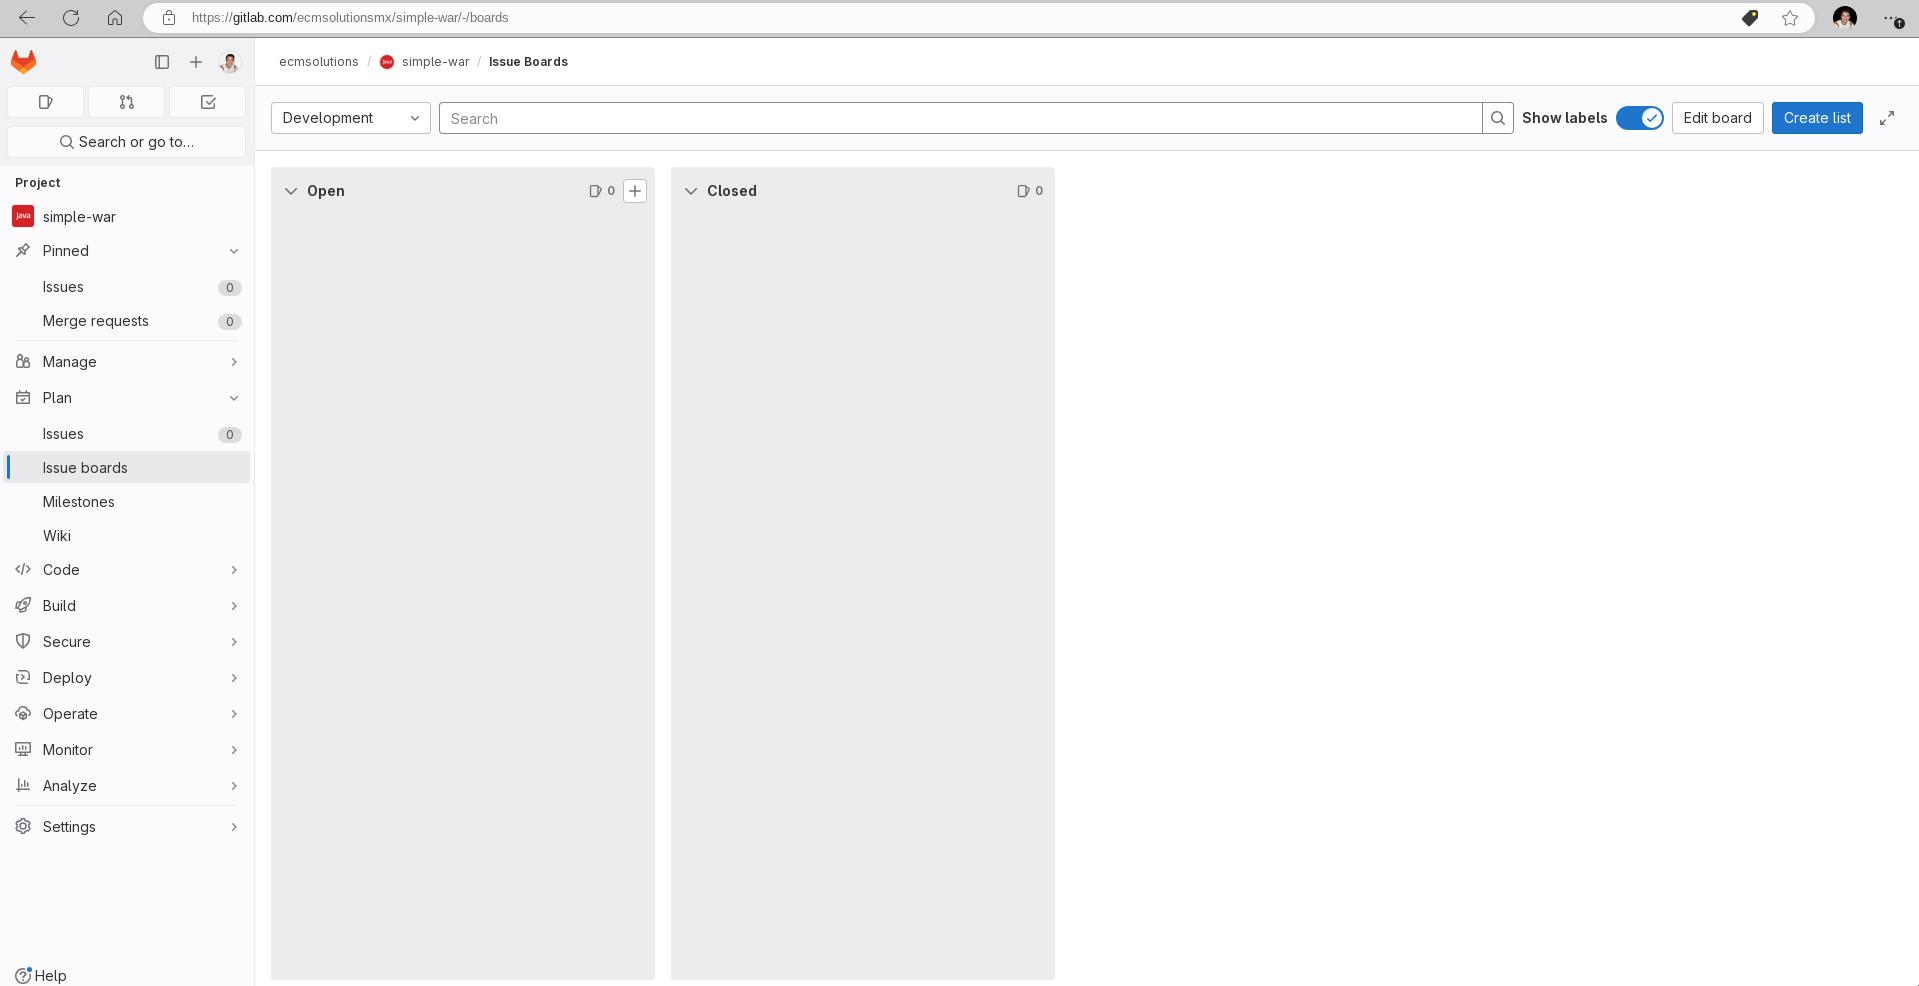 https://gitlab.com/ecmsolutionsmx/simple-war/-/boards
ecmsolutions / simple-war / Issue Boards
Development
Search
Show labels
Edit board
Create list
Search or go to...
Project
simple-war
Pinned
Issues 0
Merge requests 0
Manage
Plan
Issues 0
Issue boards
Milestones
Wiki
Code
Build
Secure
Deploy
Operate
Monitor
Analyze
Settings
Help
Open 0
Closed 0